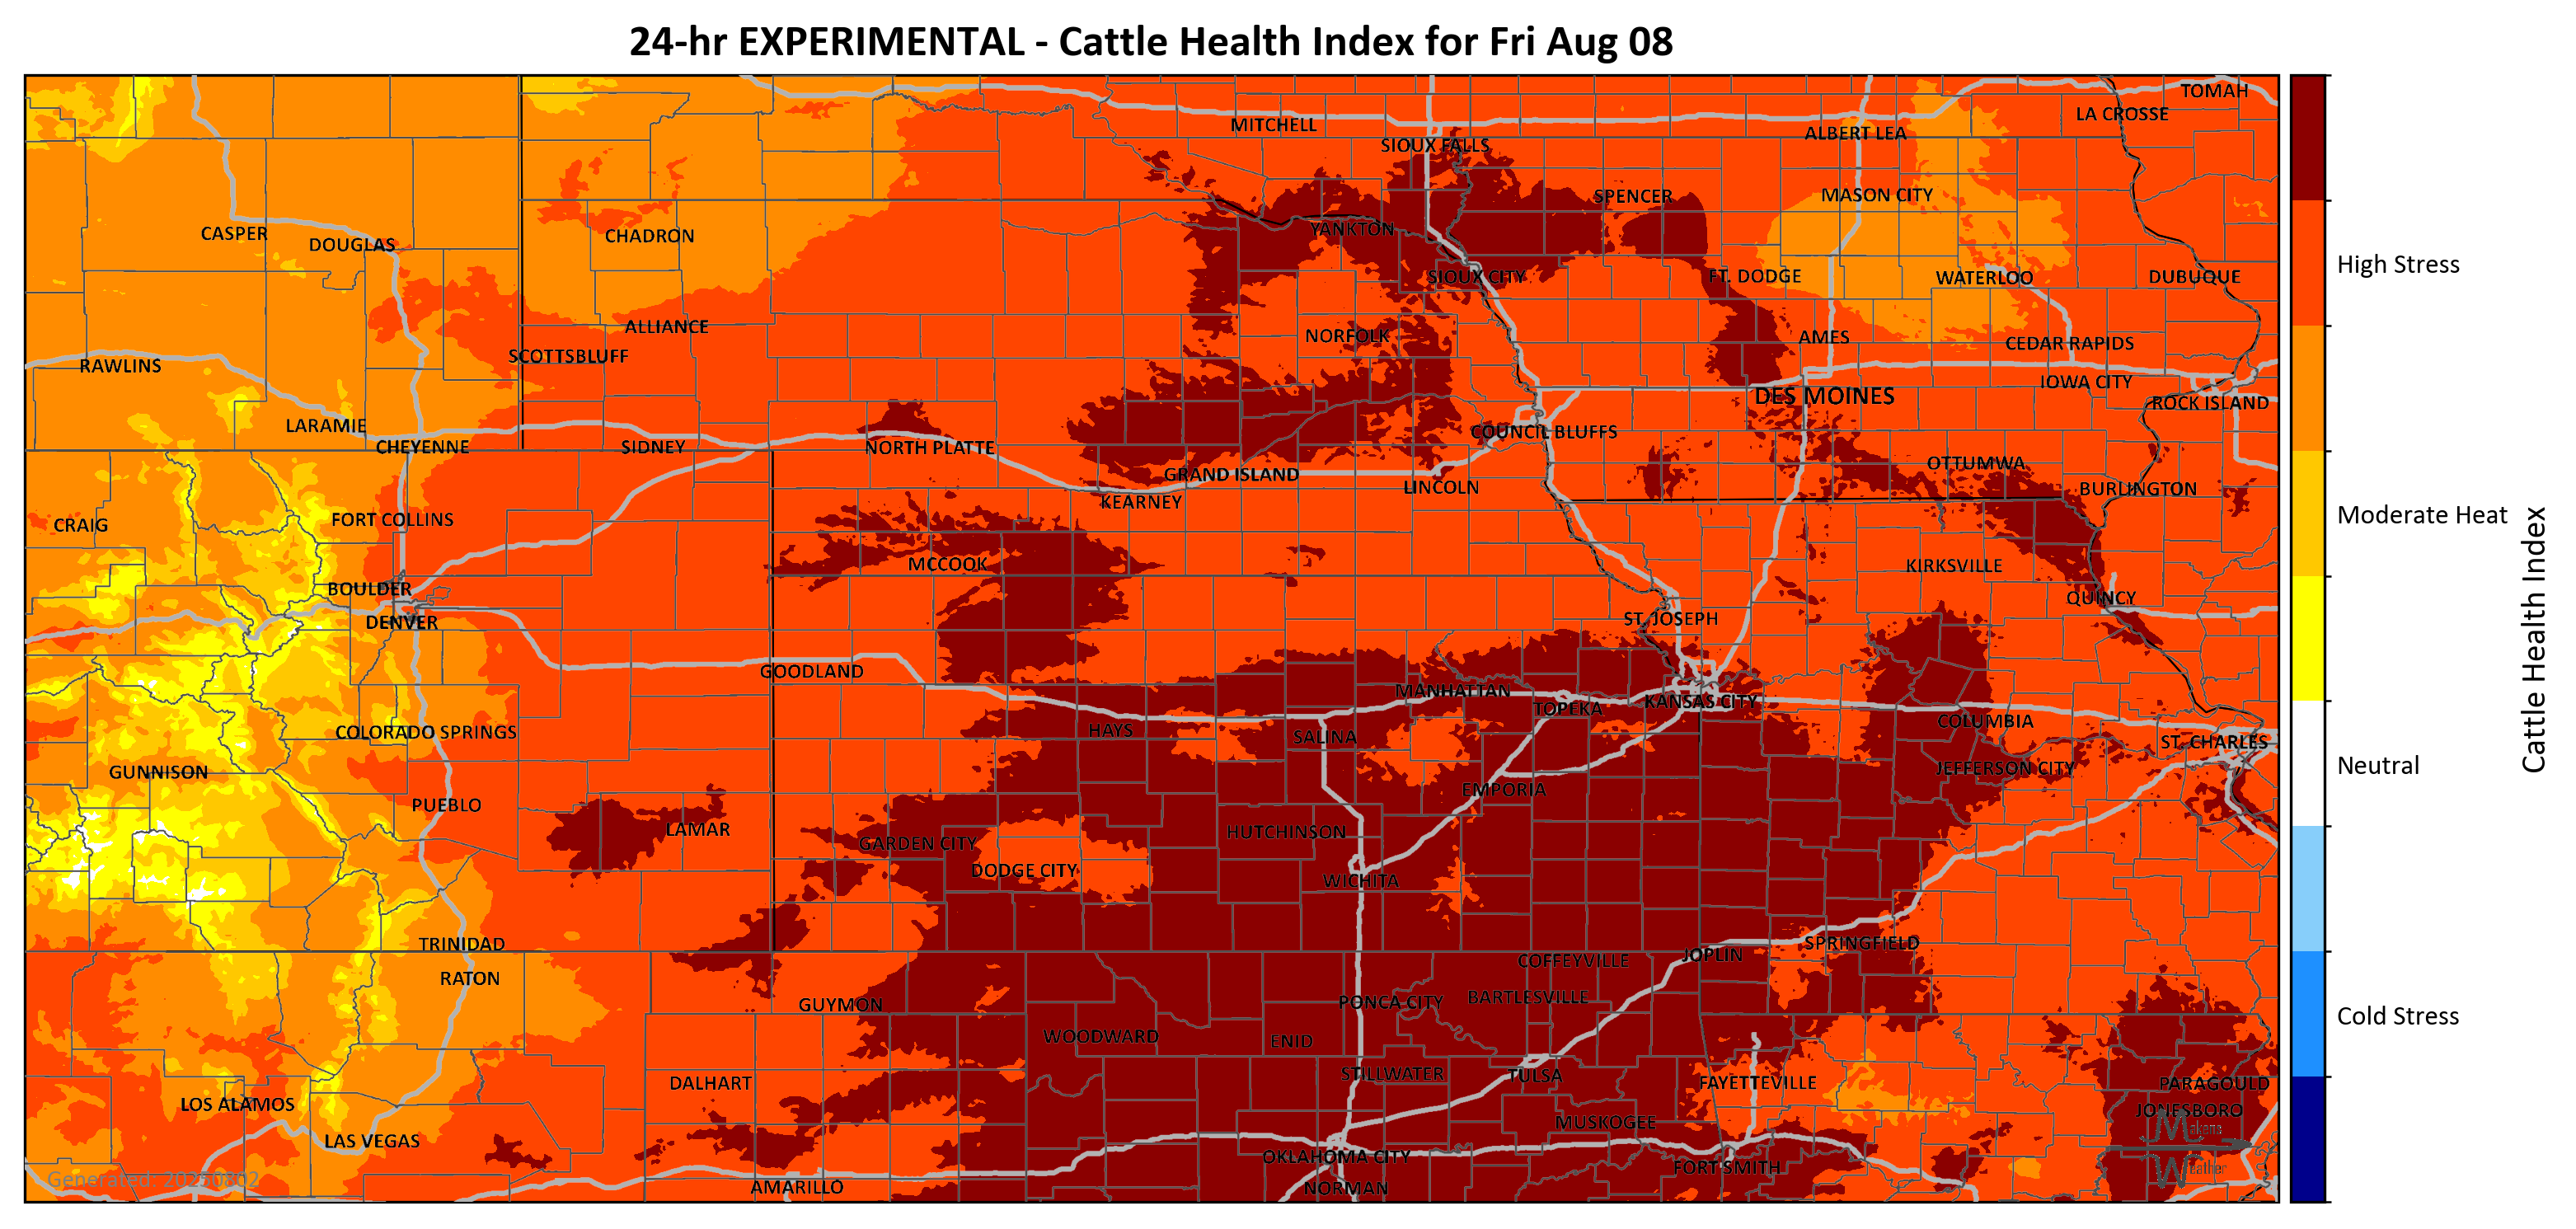 24-hr EXPERIMENTAL - Cattle Health Index for Fri Aug 08
TOMAH
LA CROSSE
MITCHELL
ALBERT LEA
SIOUX FALLS
SPENCER
MASON CITY
CASPER
DOUGLAS
CHADRON
YANKTON
SIOUX CITY
FT. DODGE
WATERLOO
DUBUQUE
High Stress
ALLIANCE
NORFOLK
AMES
CEDAR RAPIDS
SCOTTSBLUFF
RAWLINS
IOWA CITY
DES MOINES
ROCK ISLAND
LARAMIE
CHEYENNE
SIDNEY
NORTH PLATTE
COUNCIL BLUFFS
GRAND ISLAND
OTTUMWA
LINCOLN
BURLINGTON
KEARNEY
CRAIG
FORT COLLINS
Moderate Heat
MCCOOK
KIRKSVILLE
BOULDER
QUINCY
DENVER
ST. JOSEPH
Cattle Health Index
GOODLAND
MANHATTAN
TOPEKA
KANSAS CITY
COLORADO SPRINGS
HAYS
SALINA
COLUMBIA
ST. CHARLES
GUNNISON
JEFFERSON CITY
Neutral
EMPORIA
PUEBLO
LAMAR
GARDEN CITY
HUTCHINSON
DODGE CITY
WICHITA
TRINIDAD
SPRINGFIELD
JOPLIN
COFFEYVILLE
RATON
GUYMON
PONCA CITY
BARTLESVILLE
Cold Stress
WOODWARD
ENID
STILLWATER
TULSA
DALHART
FAYETTEVILLE
PARAGOULD
LOS ALAMOS
JONESBORO
MUSKOGEE
LAS VEGAS
OKLAHOMA CITY
FORT SMITH
Weather
Generated: 20250802
AMARILLO
NORMAN